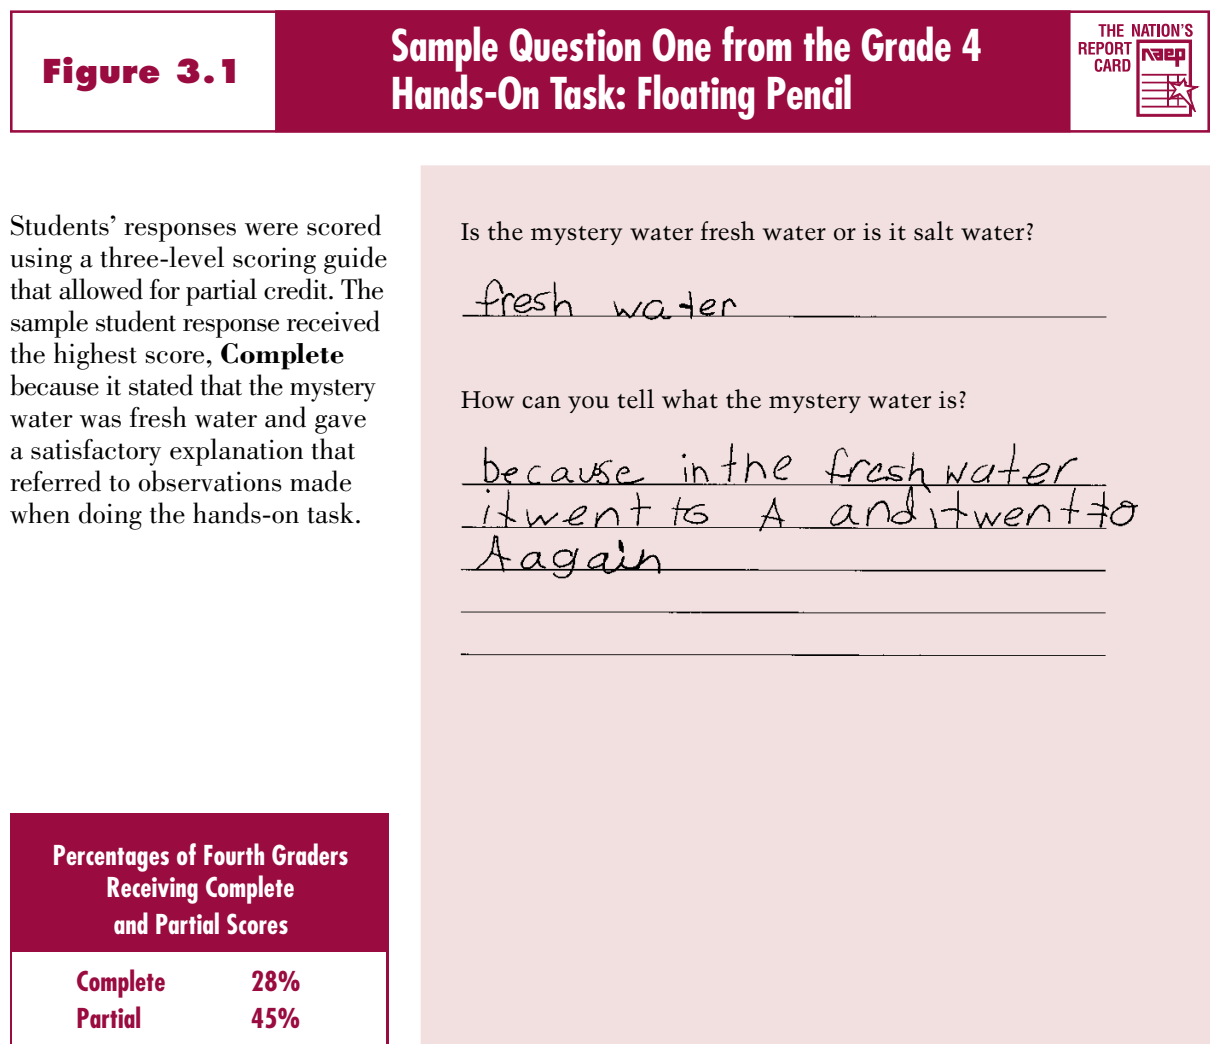 Figure 3.1
Sample Question One from the Grade 4
Hands-On Task: Floating Pencil
THE NATION'S
REPORT
CARD
naep
Students' responses were scored
using a three-level scoring guide
that allowed for partial credit. The
sample student response received
the highest score, Complete
because it stated that the mystery
water was fresh water and gave
a satisfactory explanation that
referred to observations made
when doing the hands-on task.
Percentages of Fourth Graders
Receiving Complete
and Partial Scores
Complete 28%
Partial 45%
Is the mystery water fresh water or is it salt water?
fresh water
How can you tell what the mystery water is?
because in the fresh water
it went to A and it went to
A again